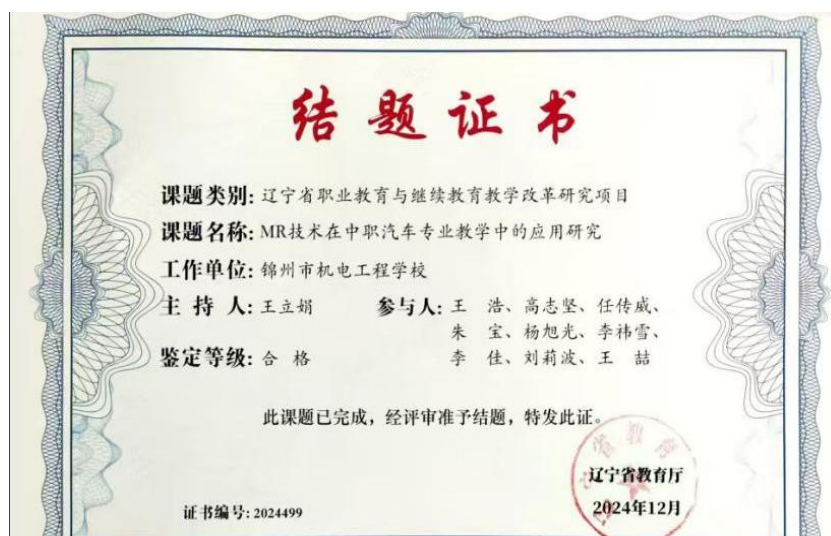 结题证书
课题类别: 辽宁省职业教育与继续教育教学改革研究项目
课题名称: MR技术在中职汽车专业教学中的应用研究
工作单位: 锦州市机电工程学校
主 持 人: 王立娟 参与人: 王 浩、高志坚、任传威、
朱 宝、杨旭光、李祎雪、
鉴定等级: 合 格 李 佳、刘莉波、王 喆
此课题已完成，经评审准予结题，特发此证。
辽宁省教育厅
证书编号: 2024499 2024年12月